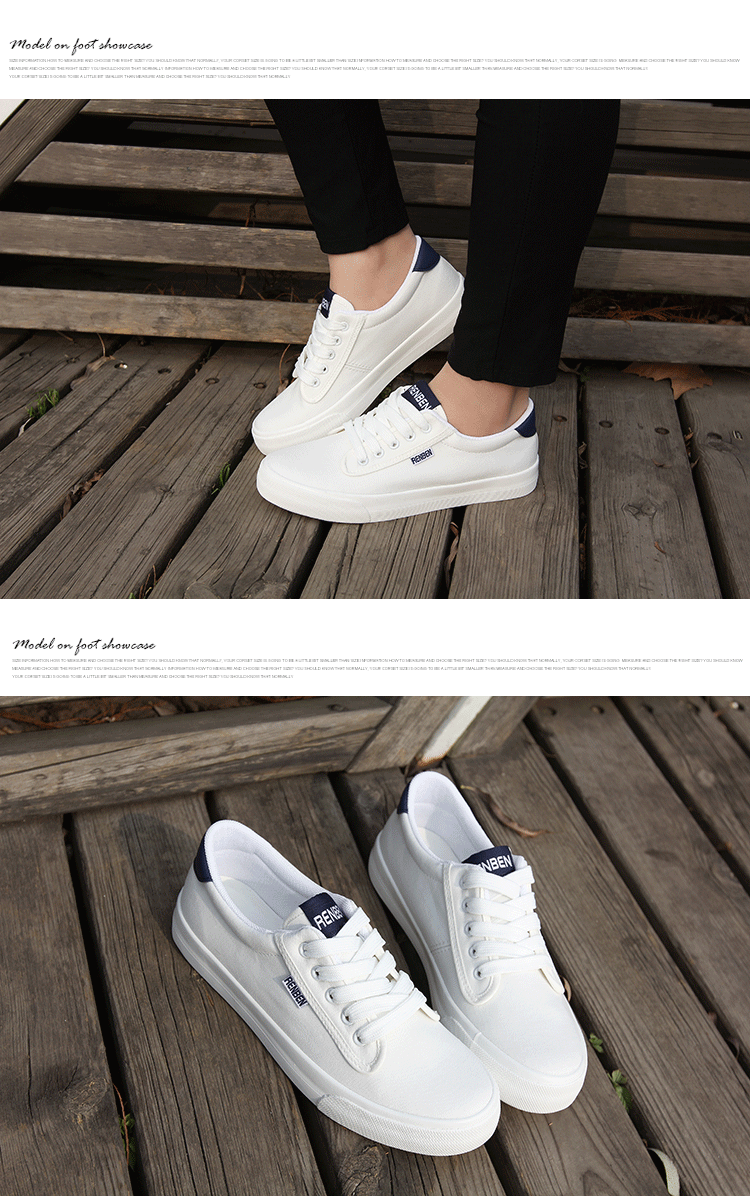 Model on foot showcase
SIZE INFORMATION HOW TO MEASURE AND CHOOSE THE RIGHT SIZE? YOU SHOULD KNOW THAT NORMALLY, YOUR CORSET SIZE IS GOING TO BE A LITTLE BIT SMALLER THAN SIZE INFORMATION HOW TO MEASURE AND CHOOSE THE RIGHT SIZE? YOU SHOULD KNOW THAT NORMALLY, YOUR CORSET SIZE IS GOING MEASURE AND CHOOSE THE RIGHT SIZE? YOU SHOULD KNOW
MEASURE AND CHOOSE THE RIGHT SIZE? YOU SHOULD KNOW THAT NORMALLY INFORMATION HOW TO MEASURE AND CHOOSE THE RIGHT SIZE? YOU SHOULD KNOW THAT NORMALLY, YOUR CORSET SIZE IS GOING TO BE A LITTLE BIT SMALLER THAN MEASURE AND CHOOSE THE RIGHT SIZE? YOU SHOULD KNOW THAT NORMALLY
YOUR CORSET SIZE IS GOING TO BE A LITTLE BIT SMALLER THAN MEASURE AND CHOOSE THE RIGHT SIZE? YOU SHOULD KNOW THAT NORMALLY
RENBEN
RENBEN
Model on foot showcase
SIZE INFORMATION HOW TO MEASURE AND CHOOSE THE RIGHT SIZE? YOU SHOULD KNOW THAT NORMALLY, YOUR CORSET SIZE IS GOING TO BE A LITTLE BIT SMALLER THAN SIZE INFORMATION HOW TO MEASURE AND CHOOSE THE RIGHT SIZE? YOU SHOULD KNOW THAT NORMALLY, YOUR CORSET SIZE IS GOING MEASURE AND CHOOSE THE RIGHT SIZE? YOU SHOULD KNOW
MEASURE AND CHOOSE THE RIGHT SIZE? YOU SHOULD KNOW THAT NORMALLY INFORMATION HOW TO MEASURE AND CHOOSE THE RIGHT SIZE? YOU SHOULD KNOW THAT NORMALLY, YOUR CORSET SIZE IS GOING TO BE A LITTLE BIT SMALLER THAN MEASURE AND CHOOSE THE RIGHT SIZE? YOU SHOULD KNOW THAT NORMALLY
YOUR CORSET SIZE IS GOING TO BE A LITTLE BIT SMALLER THAN MEASURE AND CHOOSE THE RIGHT SIZE? YOU SHOULD KNOW THAT NORMALLY
RENBEN
RENBEN